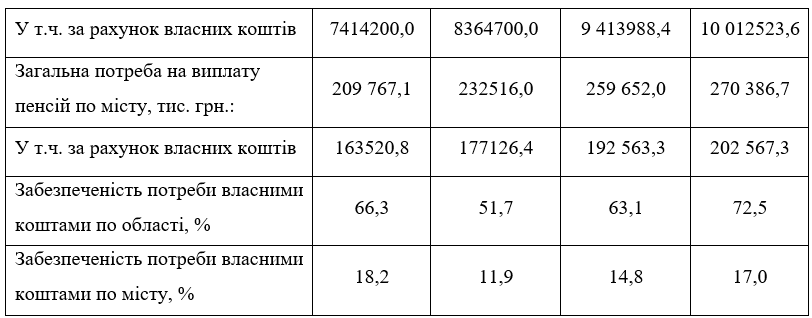 У т.ч. за рахунок власних коштів 7414200,0 8364700,0 9 413988,4 10 012523,6
Загальна потреба на виплату
пенсій по місту, тис. грн.: 209 767,1 232516,0 259 652,0 270 386,7
У т.ч. за рахунок власних коштів 163520,8 177126,4 192 563,3 202 567,3
Забезпеченість потреби власними
коштами по області, % 66,3 51,7 63,1 72,5
Забезпеченість потреби власними
коштами по місту, % 18,2 11,9 14,8 17,0